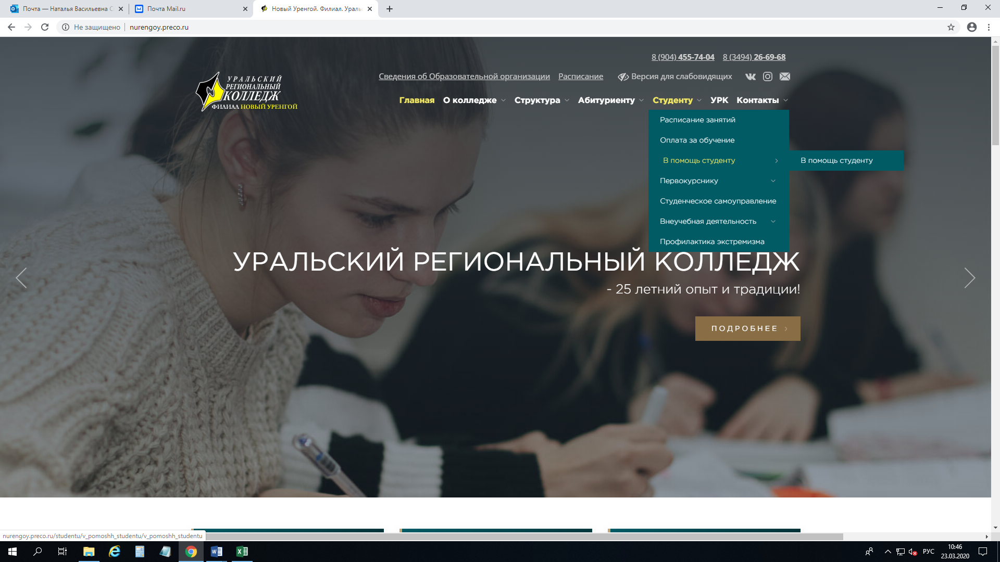 Почта — Наталья Васильевна С
Почта Mail.ru
Новый Уренгой. Филиал. Ураль
Не защищено
nurengoy.preco.ru
8 (904) 455-74-04
8 (3494) 26-69-68
Сведения об Образовательной организации
Расписание
Версия для слабовидящих
УРАЛЬСКИЙ
РЕГИОНАЛЬНЫЙ
КОЛЛЕДЖ
ФИЛИАЛ НОВЫЙ УРЕНГОЙ
Главная
О колледже
Структура
Абитуриенту
Студенту
УРК
Контакты
Расписание занятий
Оплата за обучение
В помощь студенту
В помощь студенту
Первокурснику
Студенческое самоуправление
Внеучебная деятельность
Профилактика экстремизма
УРАЛЬСКИЙ РЕГИОНАЛЬНЫЙ КОЛЛЕДЖ
- 25 летний опыт и традиции!
ПОДРОБНЕЕ
nurengoy.preco.ru/studentu/v_pomoshh_studentu/v_pomoshh_studentu
РУС
10:46
23.03.2020